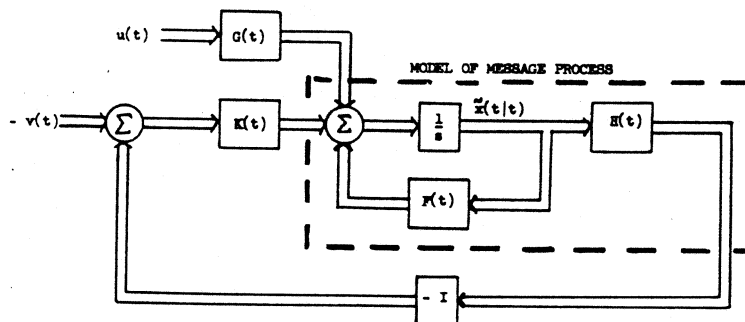 u(t)
G(t)
MODEL OF MESSAGE PROCESS
- v(t)
Σ
K(t)
Σ
1
s
x̃(t|t)
H(t)
F(t)
- I